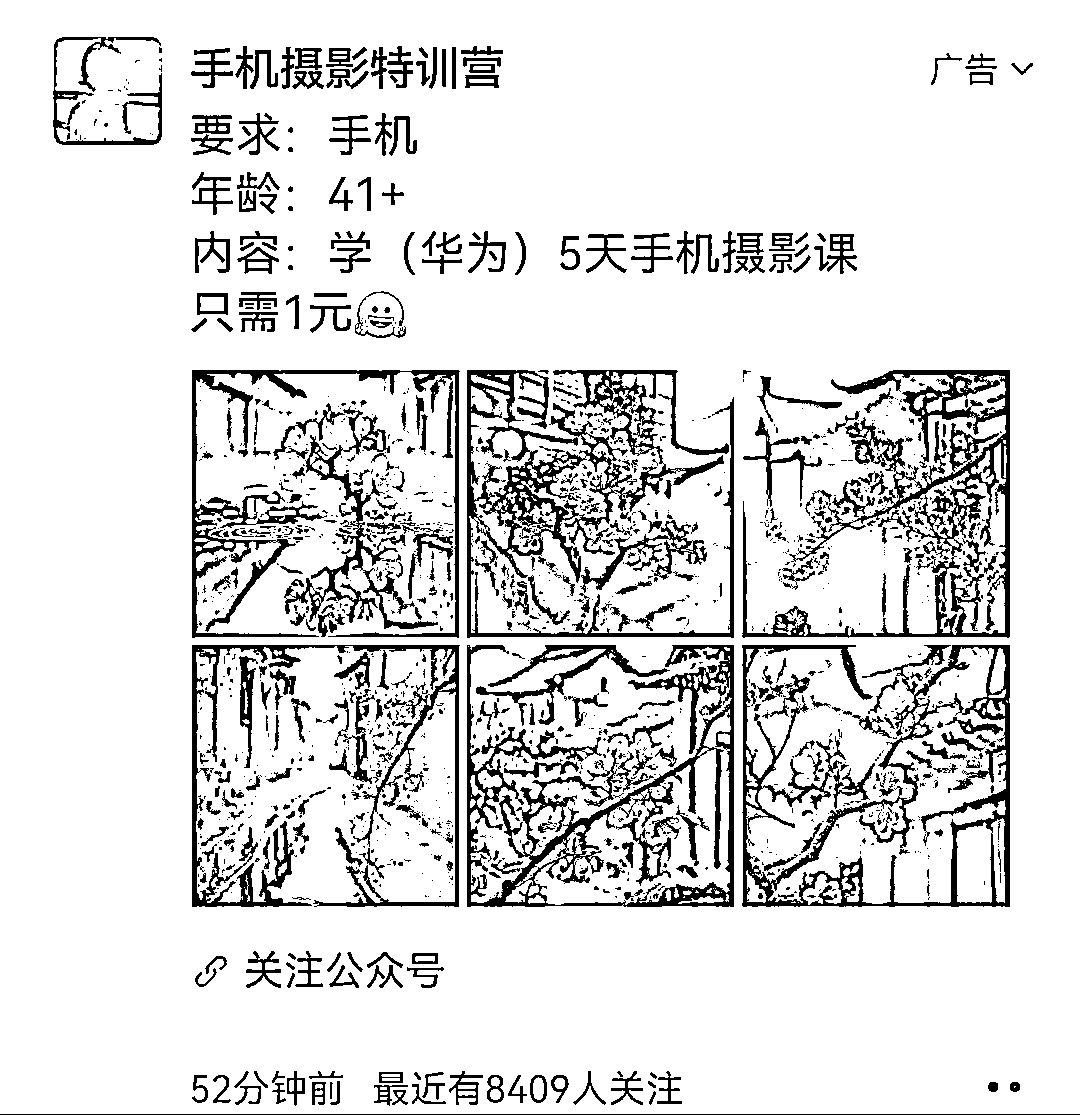 手机摄影特训营
广告
要求：手机
年龄：41+
内容：学（华为）5天手机摄影课
只需1元🤗
关注公众号
52分钟前 最近有8409人关注